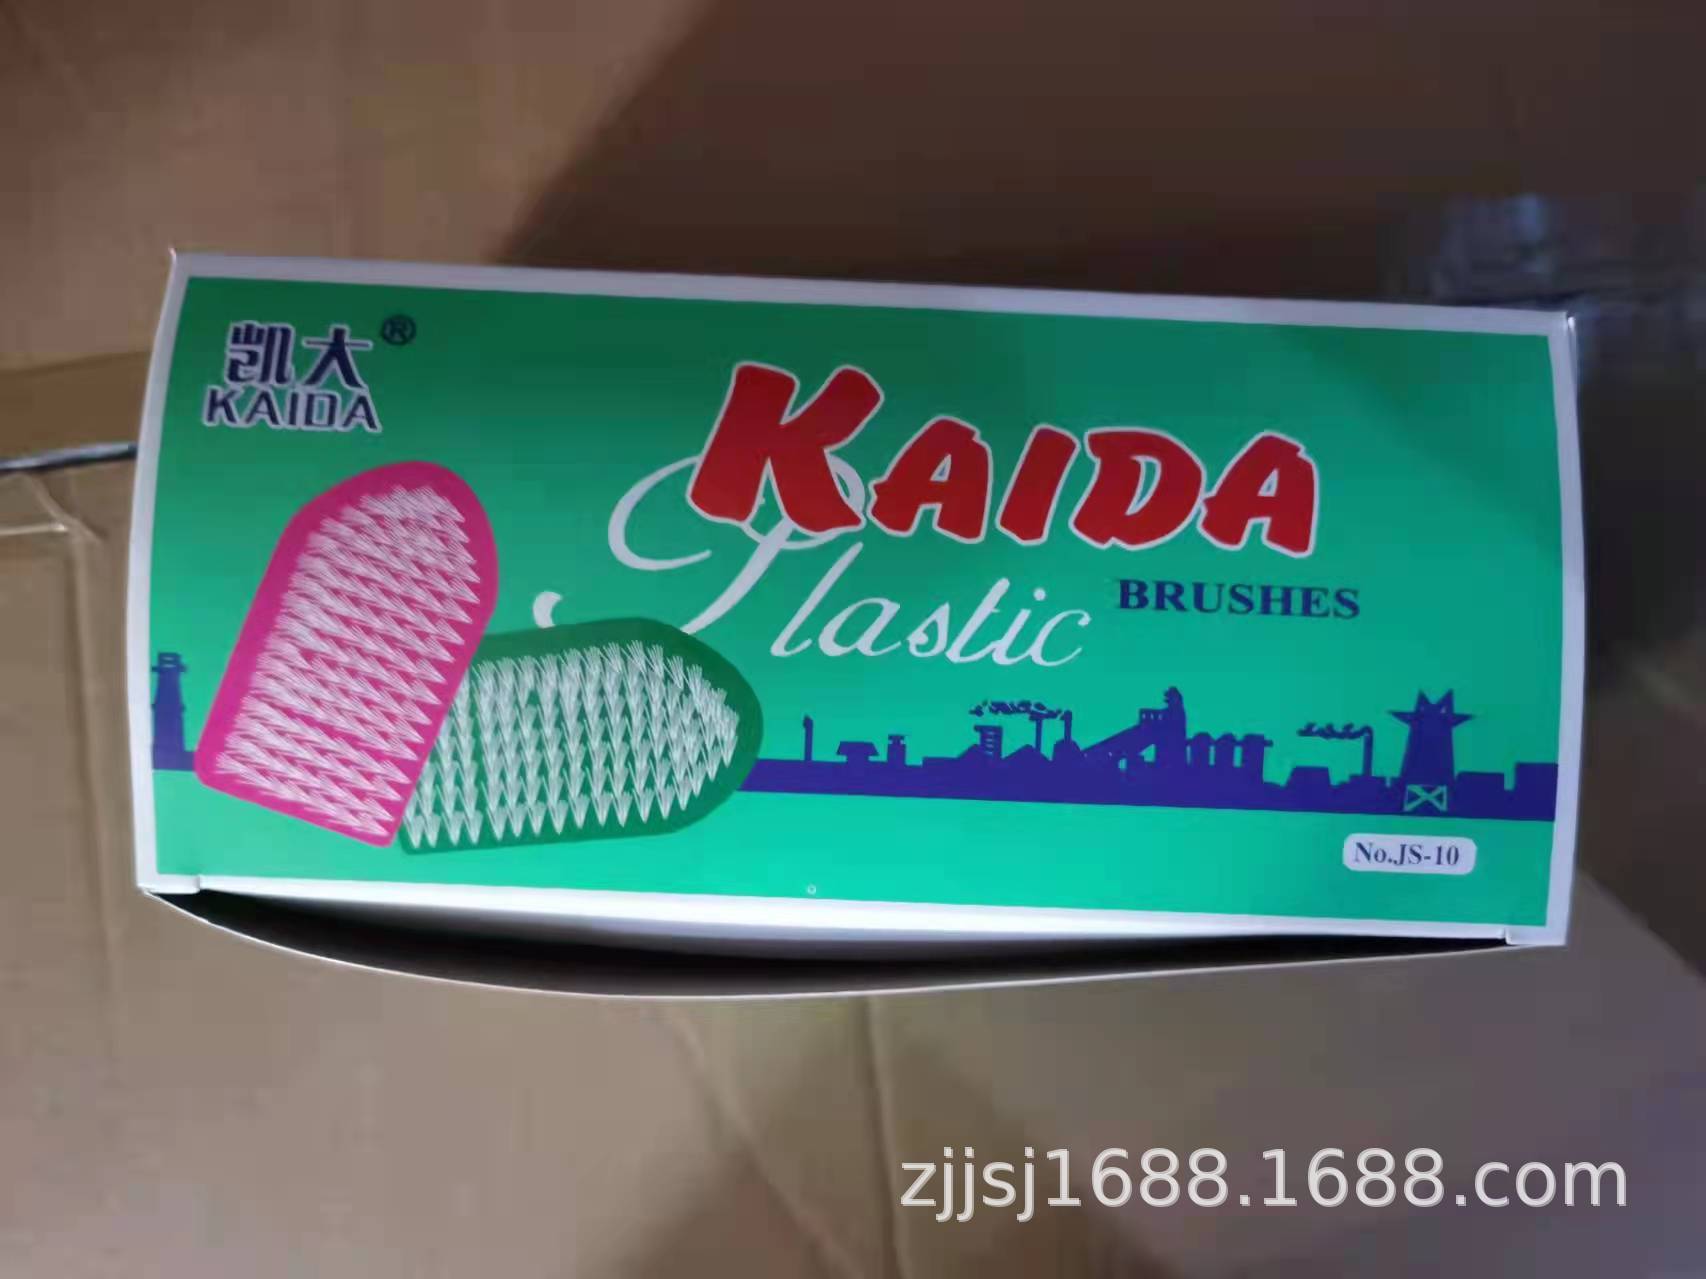 凯大®
KAIDA
KAIDA
Plastic BRUSHES
No.JS-10
zjjsj1688.1688.com